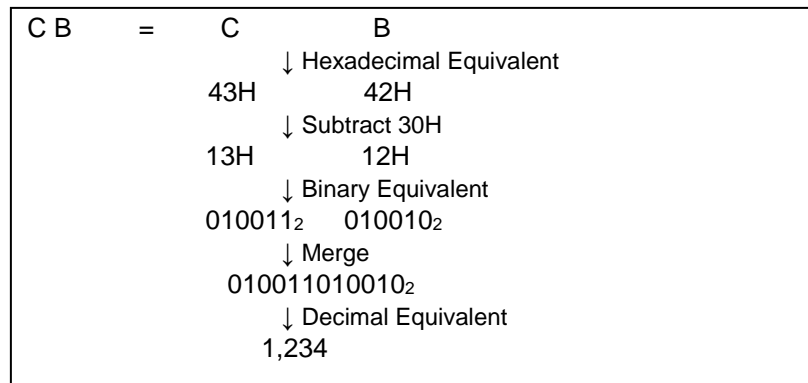 C B = C B
↓ Hexadecimal Equivalent
43H 42H
↓ Subtract 30H
13H 12H
↓ Binary Equivalent
010011₂ 010010₂
↓ Merge
010011010010₂
↓ Decimal Equivalent
1,234